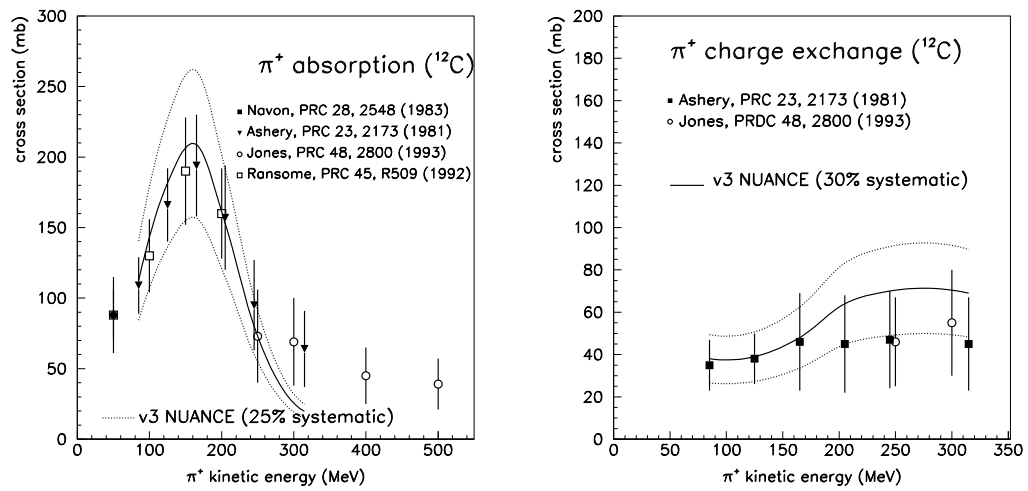 cross section (mb)
300
250
200
150
100
50
0
π⁺ absorption (¹²C)
Navon, PRC 28, 2548 (1983)
Ashery, PRC 23, 2173 (1981)
Jones, PRC 48, 2800 (1993)
Ransome, PRC 45, R509 (1992)
v3 NUANCE (25% systematic)
0 100 200 300 400 500
π⁺ kinetic energy (MeV)
cross section (mb)
200
180
160
140
120
100
80
60
40
20
0
π⁺ charge exchange (¹²C)
Ashery, PRC 23, 2173 (1981)
Jones, PRDC 48, 2800 (1993)
v3 NUANCE (30% systematic)
0 50 100 150 200 250 300 350
π⁺ kinetic energy (MeV)